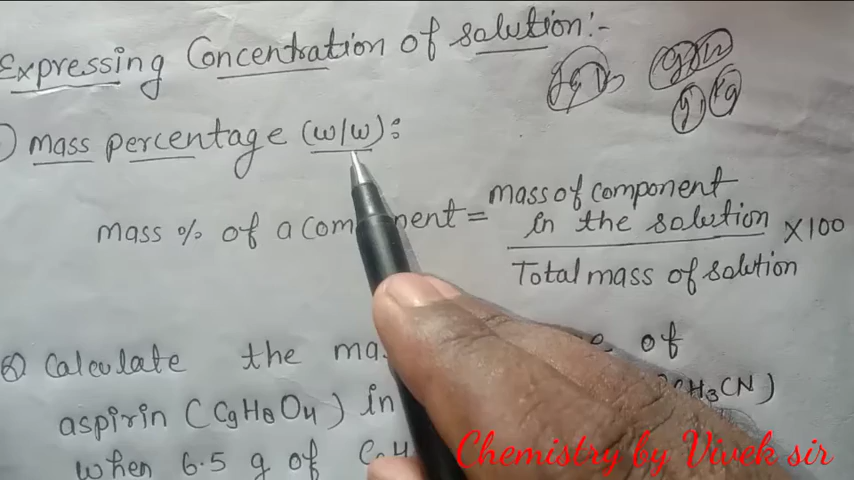 Expressing Concentration of solution:-
) mass percentage (w/w):
mass % of a component = mass of component in the solution / Total mass of solution × 100
Q) Calculate the of
aspirin (C9H8O4) in CH3CN)
when 6.5 g of
Chemistry by Vivek sir